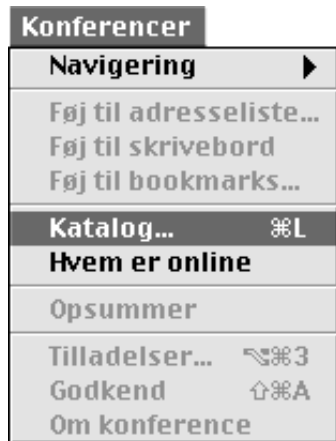 Konferencer
Navigering ▶
Føj til adresseliste...
Føj til skrivebord
Føj til bookmarks...
Katalog... ⌘L
Hvem er online
Opsummer
Tilladelser... ⌥⌘3
Godkend ⇧⌘A
Om konference